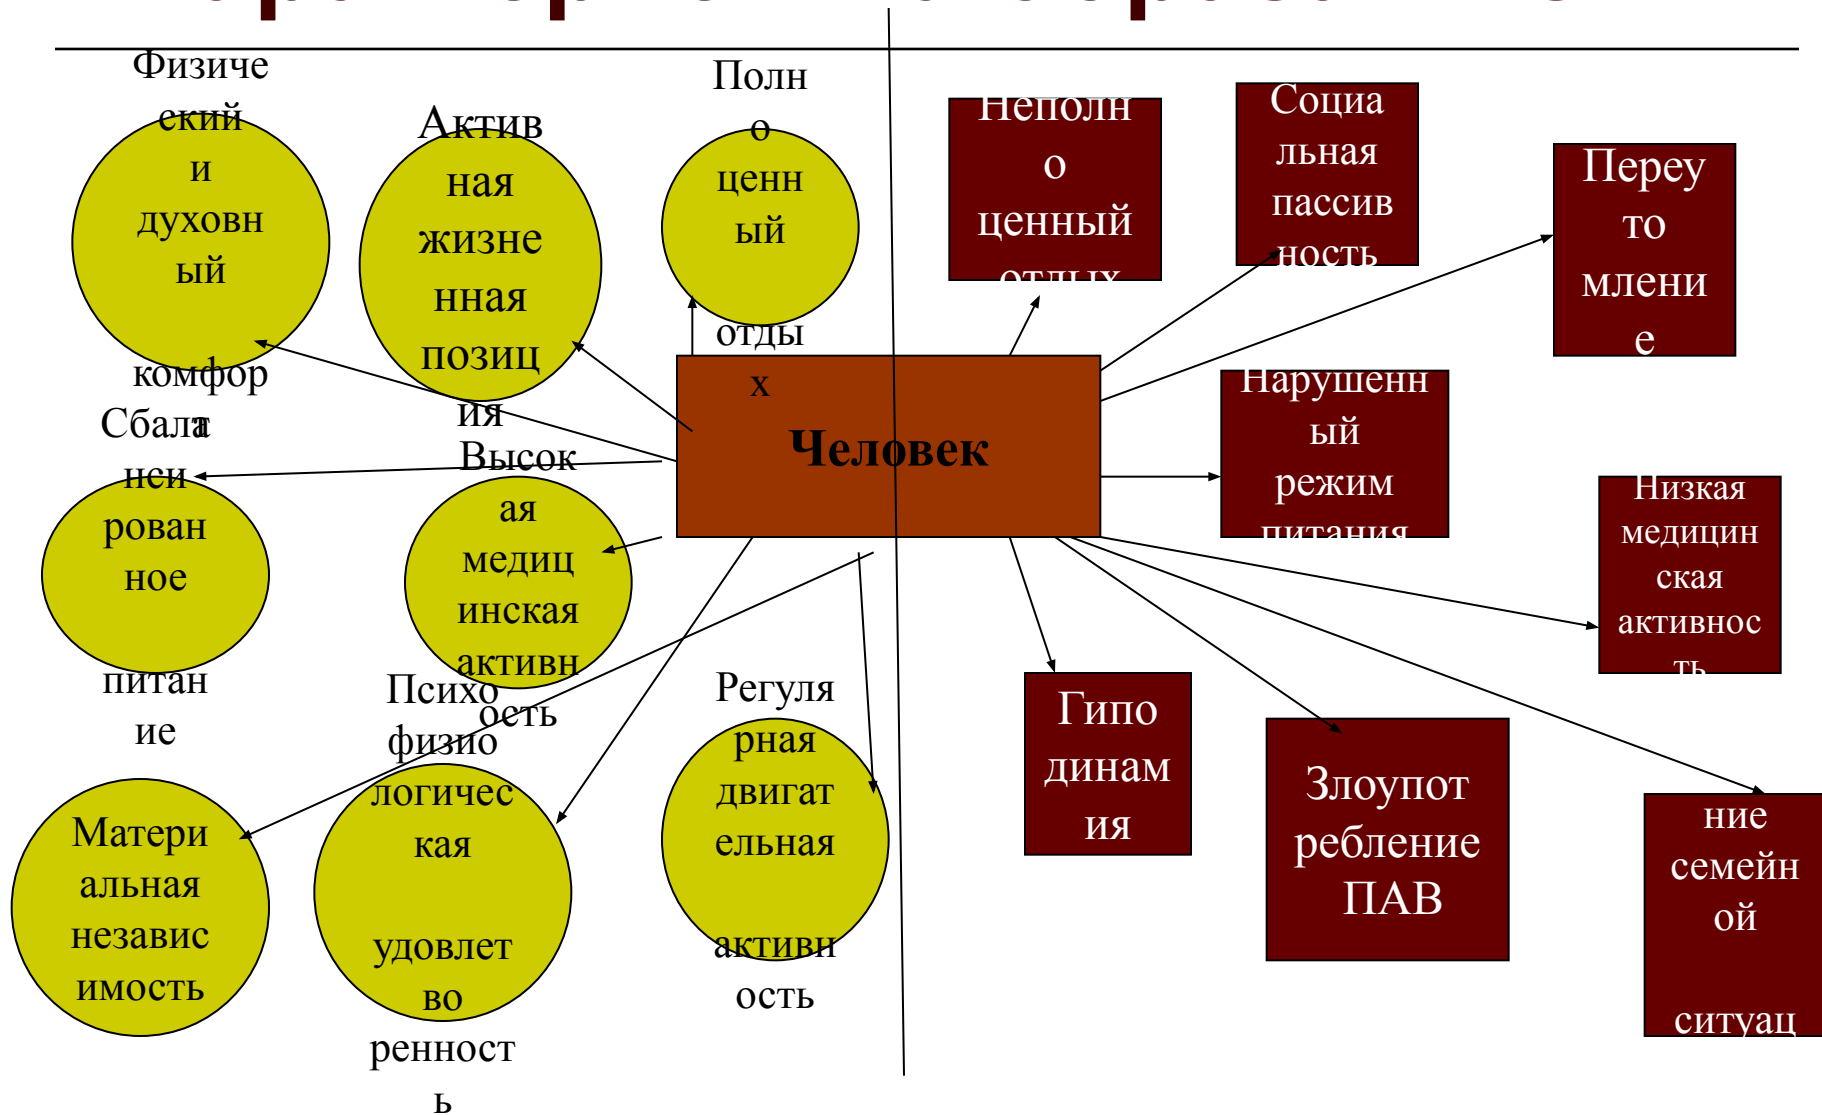 Физиче
ский
и
духовн
ый
комфор
т
Актив
ная
жизне
нная
позиц
ия
Полн
о
ценн
ый
отды
х
Неполн
о
ценный
отдых
Социа
льная
пассив
ность
Переу
то
млени
е
Человек
Сбала
нси
рован
ное
питан
ие
Высок
ая
медиц
инская
активн
ость
Нарушенн
ый
режим
питания
Низкая
медицин
ская
активнос
ть
Матери
альная
независ
имость
Психо
физио
логичес
кая
удовлет
во
ренност
ь
Регуля
рная
двигат
ельная
активн
ость
Гипо
динам
ия
Злоупот
ребление
ПАВ
ние
семейн
ой
ситуац